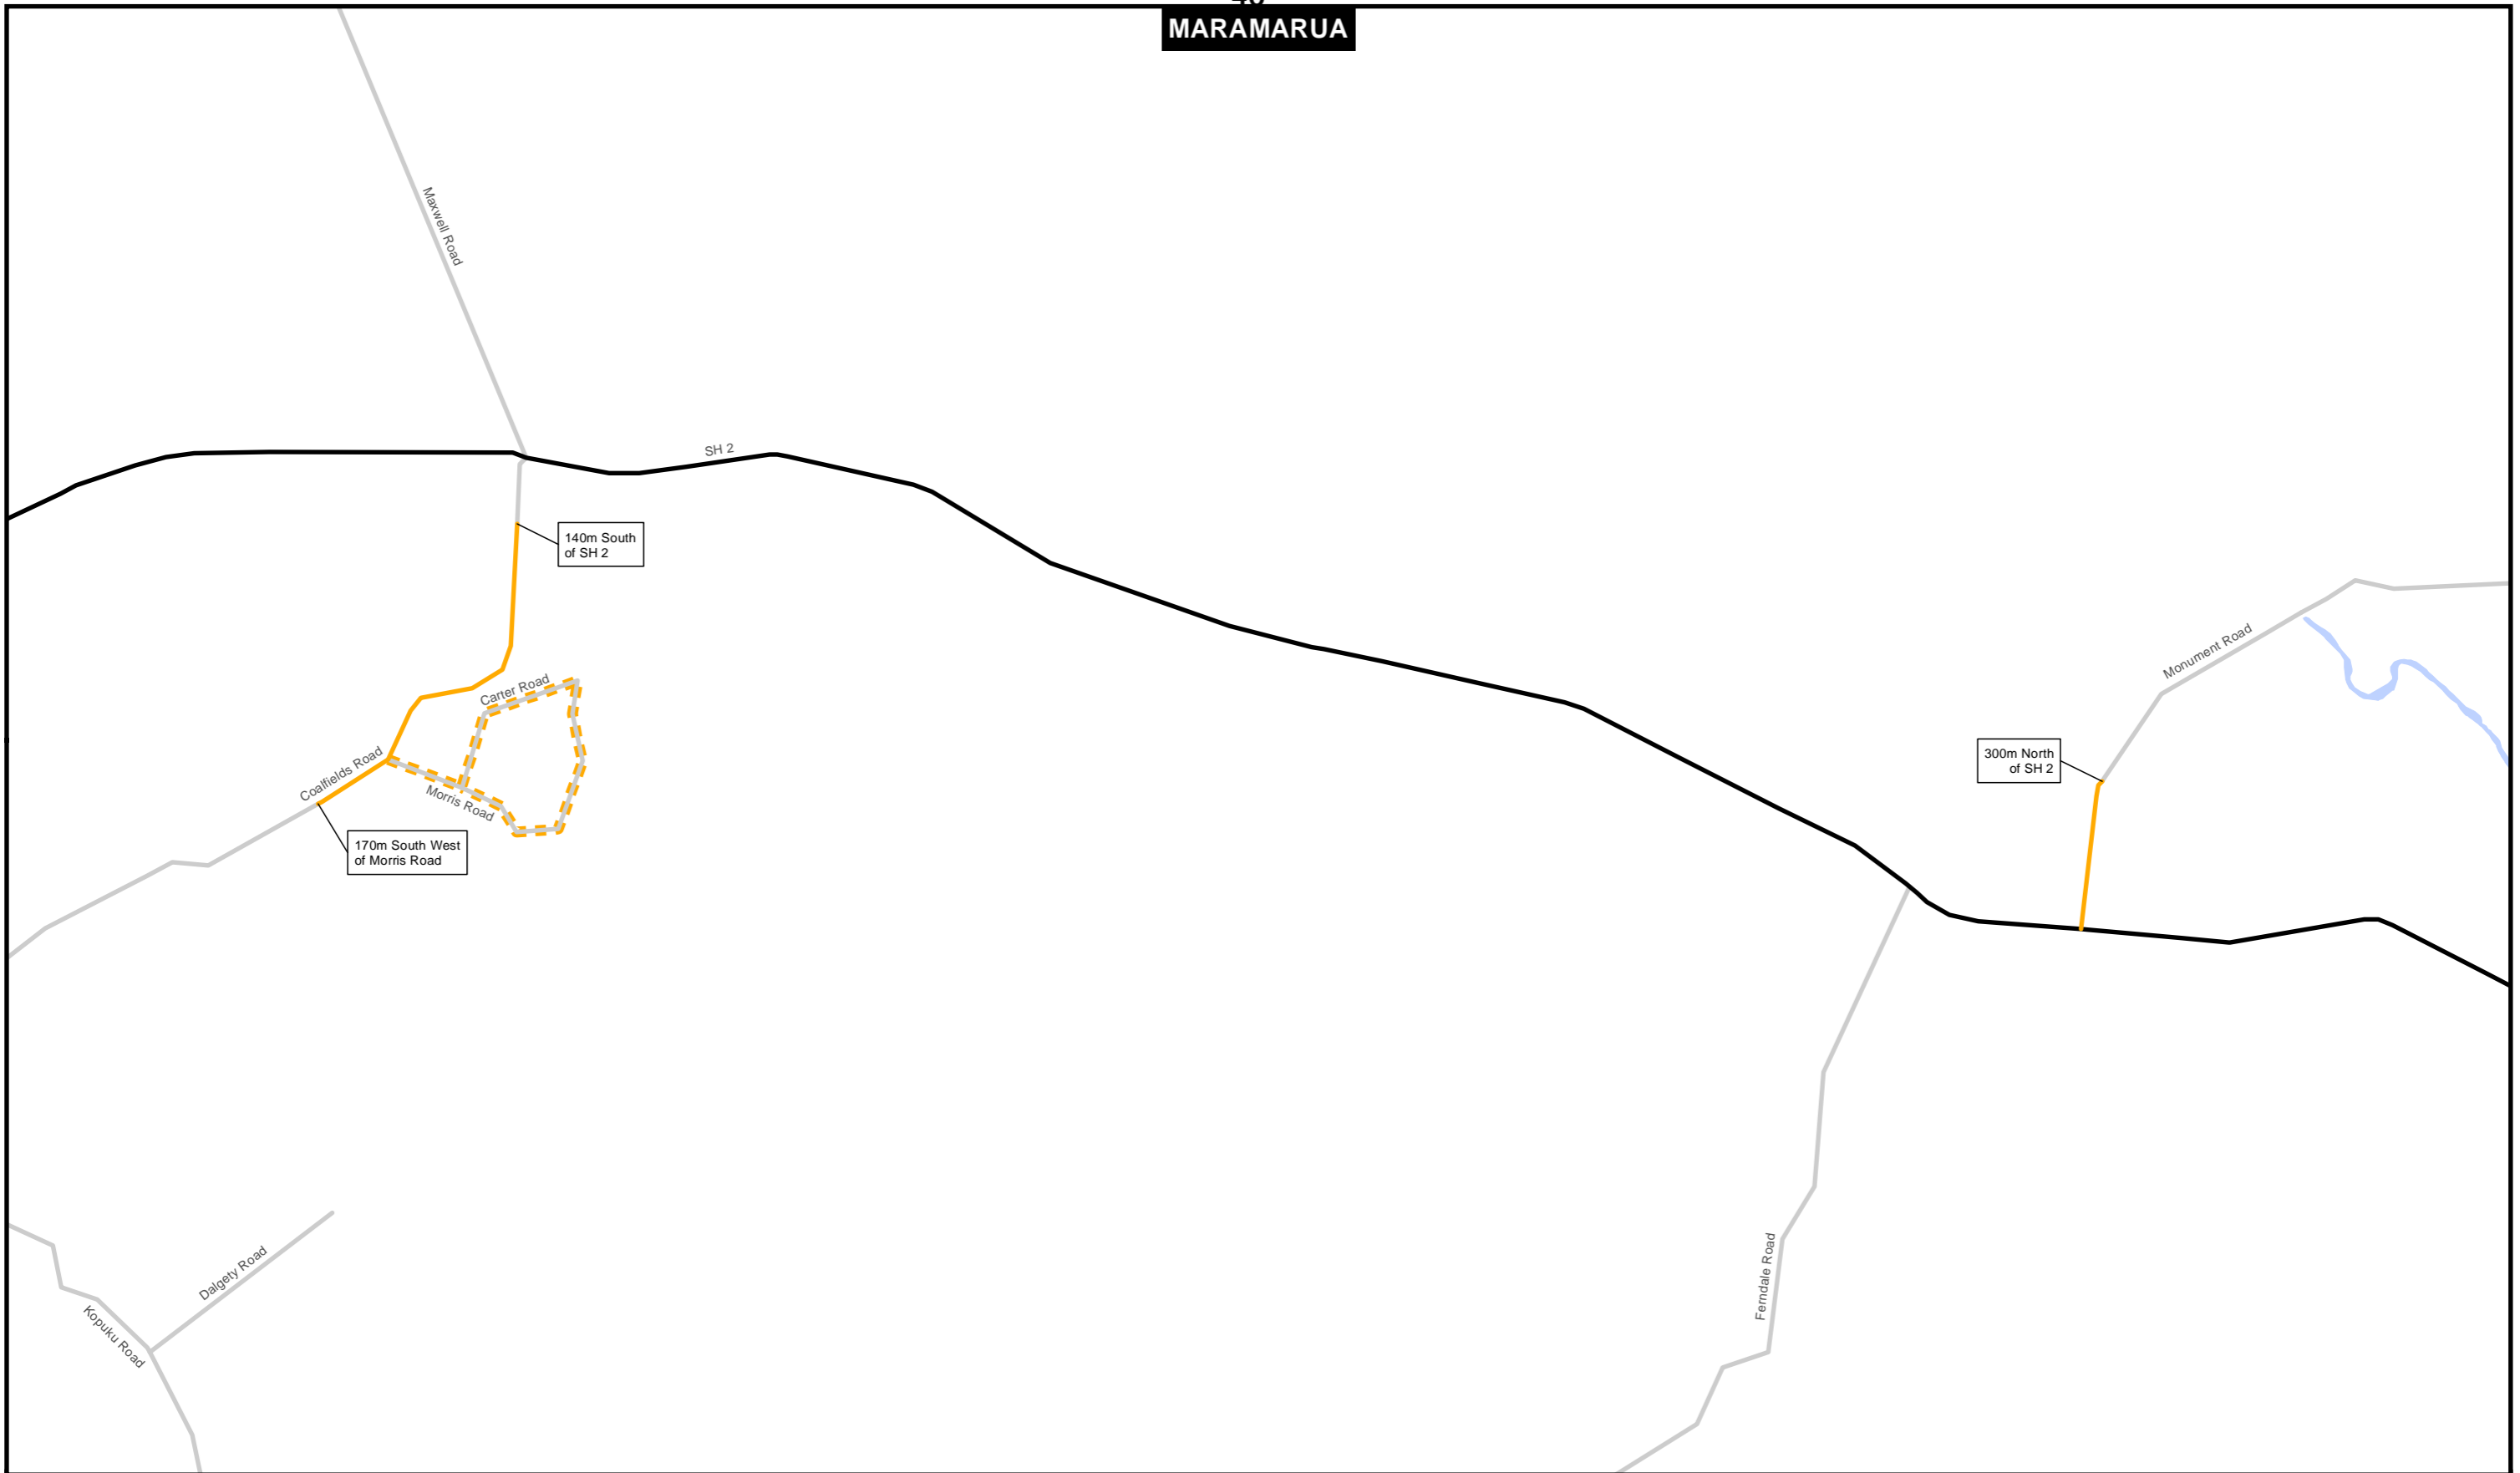 MARAMARUA
Maxwell Road
SH 2
140m South
of SH 2
Monument Road
Carter Road
300m North
of SH 2
Coalfields Road
Morris Road
170m South West
of Morris Road
Ferndale Road
Dalgety Road
Kopuku Road